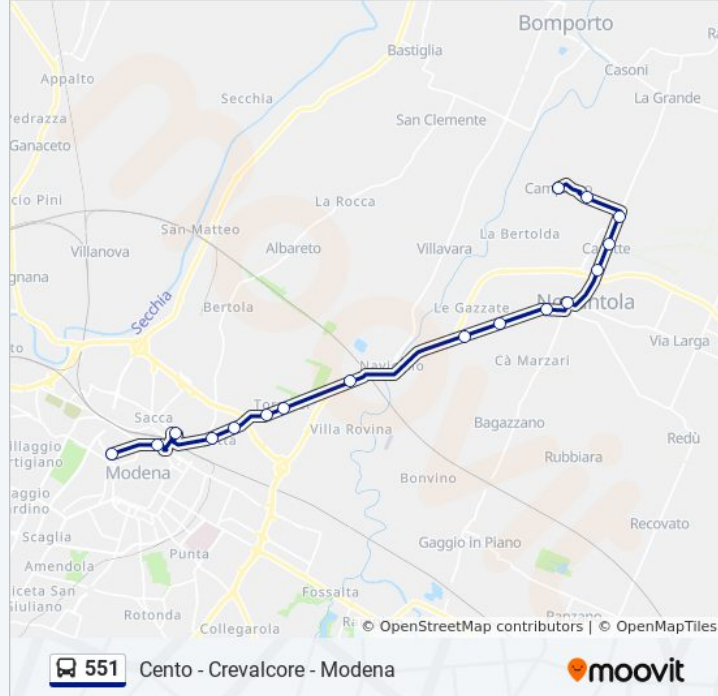 Bomporto
Bastiglia
Casoni
Appalto
Secchia
La Grande
San Clemente
Ganaceto
La Rocca
San Matteo
La Bertolda
Villanova
Albareto
Villavara
Secchia
Le Gazzate
Bertola
Via Larga
Cà Marzari
Sacca
Villa Rovina
Bagazzano
Redù
Modena
Rubbiara
Bonvino
Scaglia
Recovato
Punta
Gaggio in Piano
Amendola
Fossalta
Rotonda
Collegarola
© OpenStreetMap contributors | © OpenMapTiles
551 Cento - Crevalcore - Modena
moovit